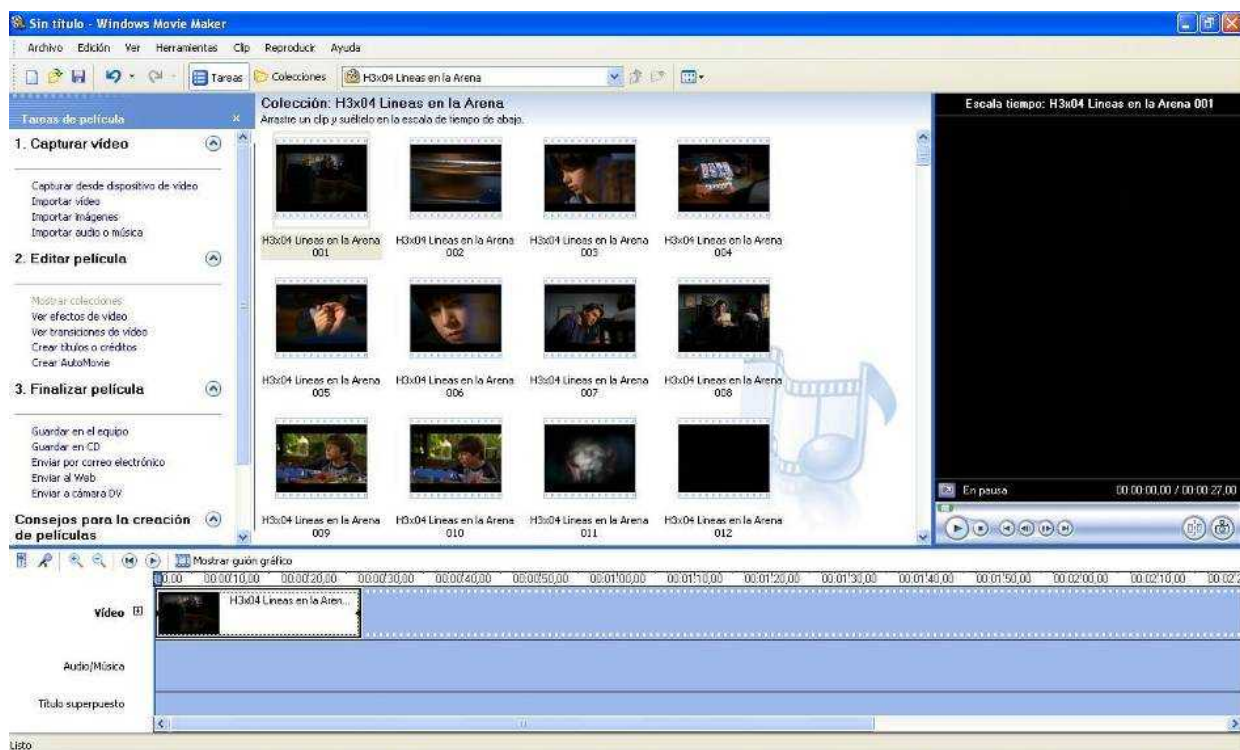 Sin título - Windows Movie Maker
Archivo Edición Ver Herramientas Clip Reproducir Ayuda
Tareas Colecciones H3x04 Lineas en la Arena
Tareas de película
1. Capturar vídeo
Capturar desde dispositivo de vídeo
Importar vídeo
Importar imágenes
Importar audio o música
2. Editar película
Mostrar colecciones
Ver efectos de vídeo
Ver transiciones de vídeo
Crear títulos o créditos
Crear AutoMovie
3. Finalizar película
Guardar en el equipo
Guardar en CD
Enviar por correo electrónico
Enviar al Web
Enviar a cámara DV
Consejos para la creación
de películas
Colección: H3x04 Lineas en la Arena
Arrastre un clip y suéltelo en la escala de tiempo de abajo.
H3x04 Lineas en la Arena 001
H3x04 Lineas en la Arena 002
H3x04 Lineas en la Arena 003
H3x04 Lineas en la Arena 004
H3x04 Lineas en la Arena 005
H3x04 Lineas en la Arena 006
H3x04 Lineas en la Arena 007
H3x04 Lineas en la Arena 008
H3x04 Lineas en la Arena 009
H3x04 Lineas en la Arena 010
H3x04 Lineas en la Arena 011
H3x04 Lineas en la Arena 012
Escala tiempo: H3x04 Lineas en la Arena 001
En pausa 00:00:00,00 / 00:00:27,00
Mostrar guión gráfico
00:00'10,00 00:00'20,00 00:00'30,00 00:00'40,00 00:00'50,00 00:01'00,00 00:01'10,00 00:01'20,00 00:01'30,00 00:01'40,00 00:01'50,00 00:02'00,00 00:02'10,00
Vídeo
H3x04 Lineas en la Aren...
Audio/Música
Título superpuesto
Listo